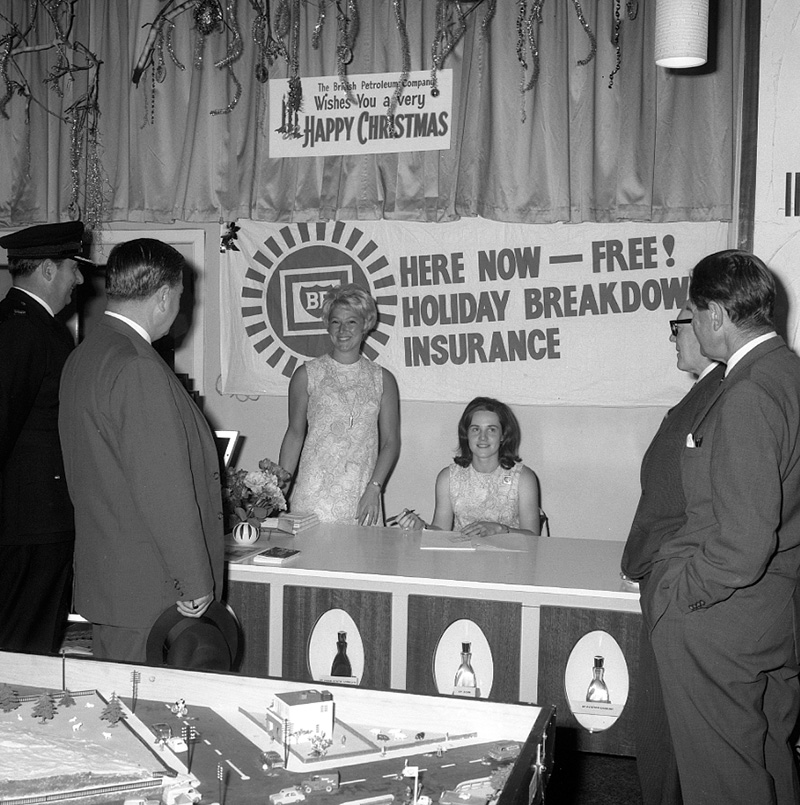 The British Petroleum Company
Wishes You a very
HAPPY CHRISTMAS
HERE NOW — FREE!
BP
HOLIDAY BREAKDOW
INSURANCE